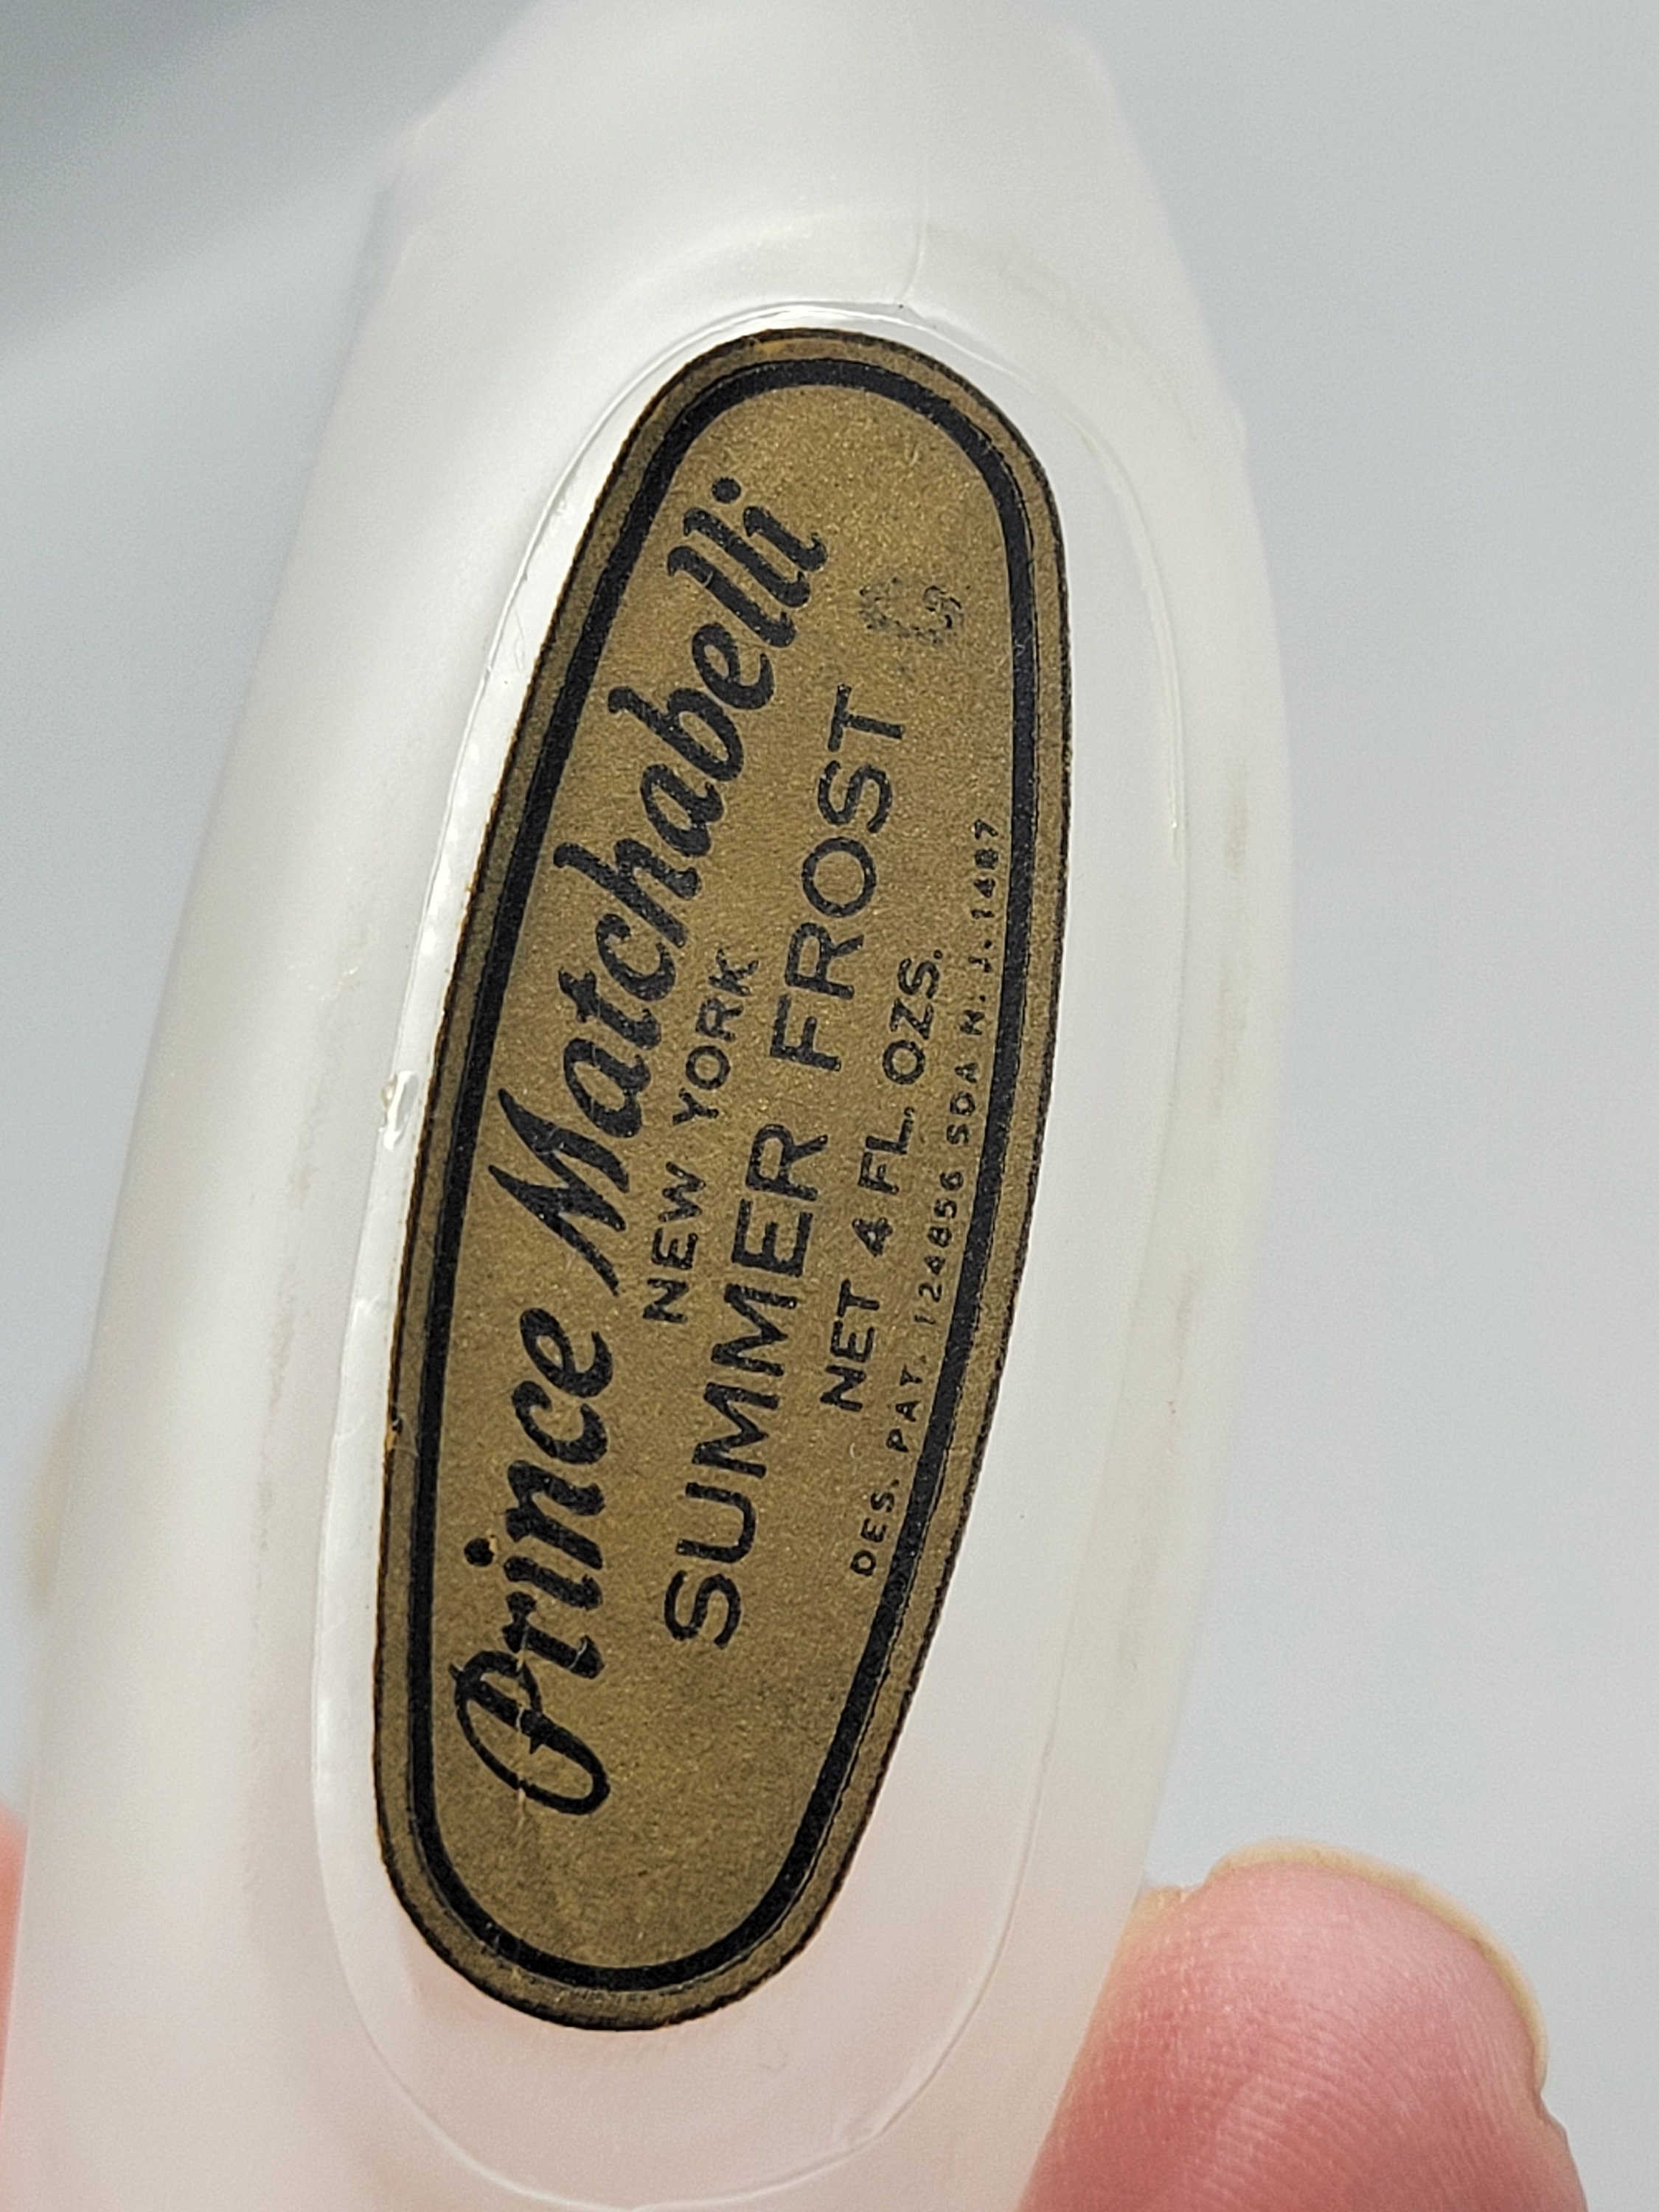 Prince Matchabelli
NEW YORK
SUMMER FROST
NET 4 FL. OZS.
DES. PAT. 124856 SDA N. J. 1487